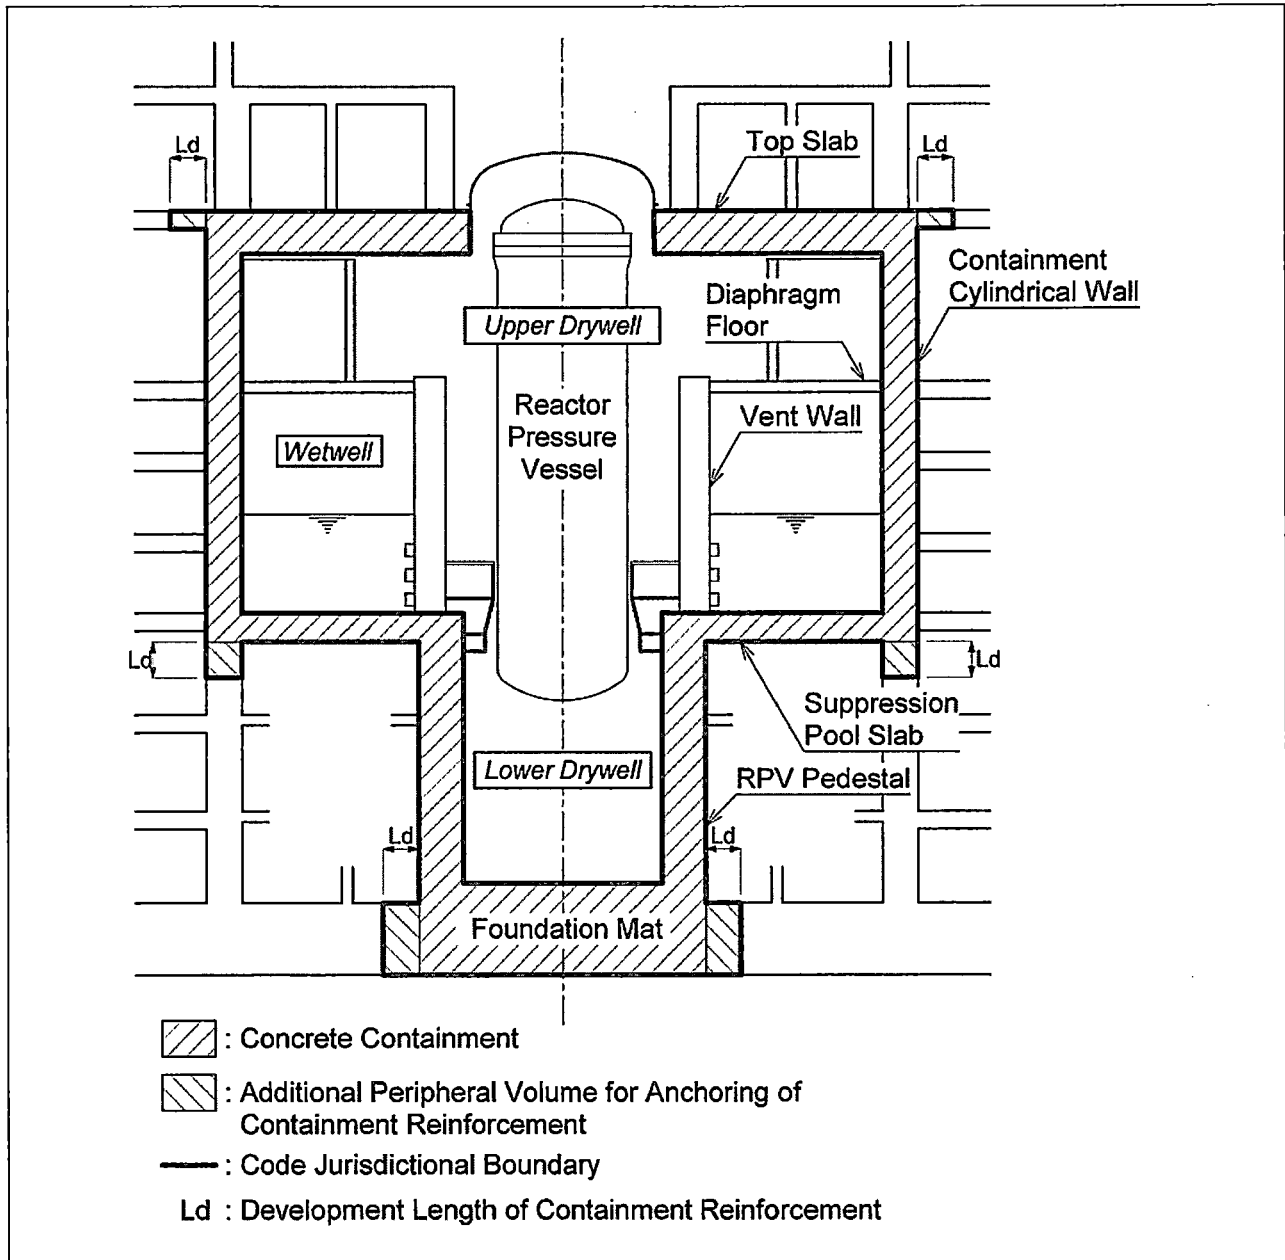 Ld
Top Slab
Ld
Containment
Cylindrical Wall
Diaphragm
Floor
Upper Drywell
Reactor
Pressure
Vessel
Vent Wall
Wetwell
Ld
Ld
Suppression
Pool Slab
Lower Drywell
RPV Pedestal
Ld
Ld
Foundation Mat
: Concrete Containment
: Additional Peripheral Volume for Anchoring of
Containment Reinforcement
: Code Jurisdictional Boundary
Ld : Development Length of Containment Reinforcement